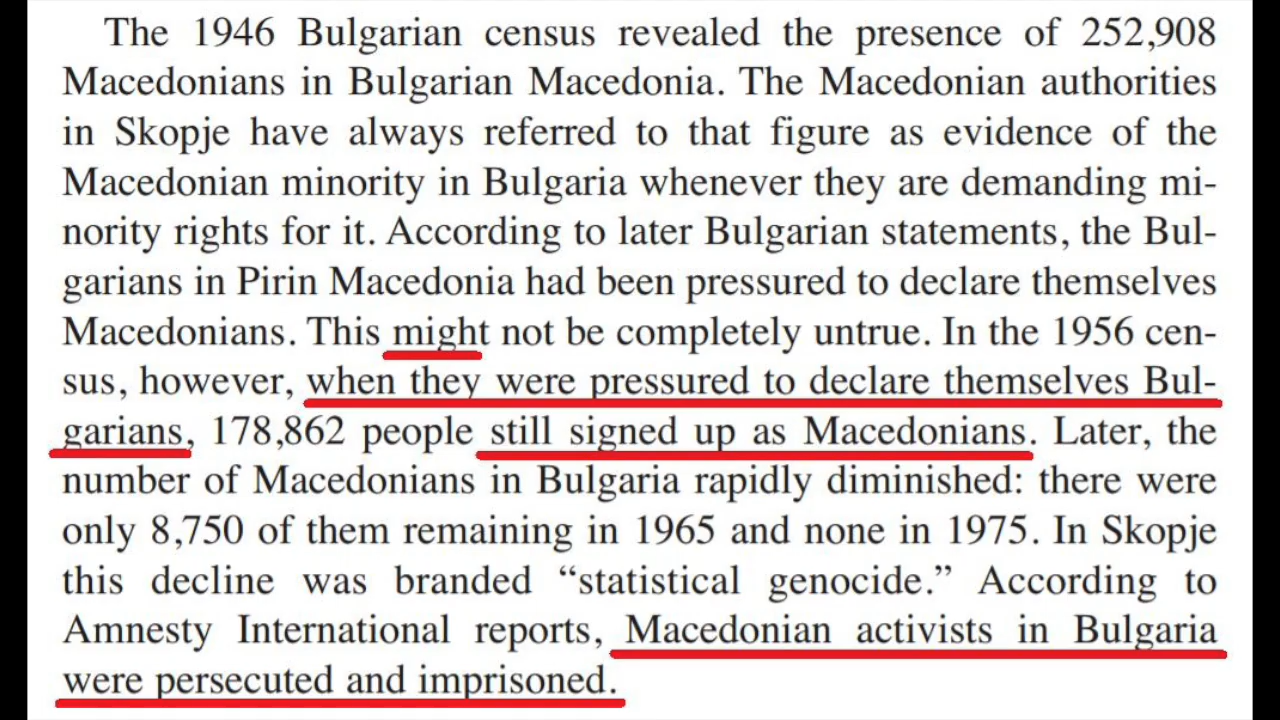 The 1946 Bulgarian census revealed the presence of 252,908
Macedonians in Bulgarian Macedonia. The Macedonian authorities
in Skopje have always referred to that figure as evidence of the
Macedonian minority in Bulgaria whenever they are demanding mi-
nority rights for it. According to later Bulgarian statements, the Bul-
garians in Pirin Macedonia had been pressured to declare themselves
Macedonians. This might not be completely untrue. In the 1956 cen-
sus, however, when they were pressured to declare themselves Bul-
garians, 178,862 people still signed up as Macedonians. Later, the
number of Macedonians in Bulgaria rapidly diminished: there were
only 8,750 of them remaining in 1965 and none in 1975. In Skopje
this decline was branded “statistical genocide.” According to
Amnesty International reports, Macedonian activists in Bulgaria
were persecuted and imprisoned.